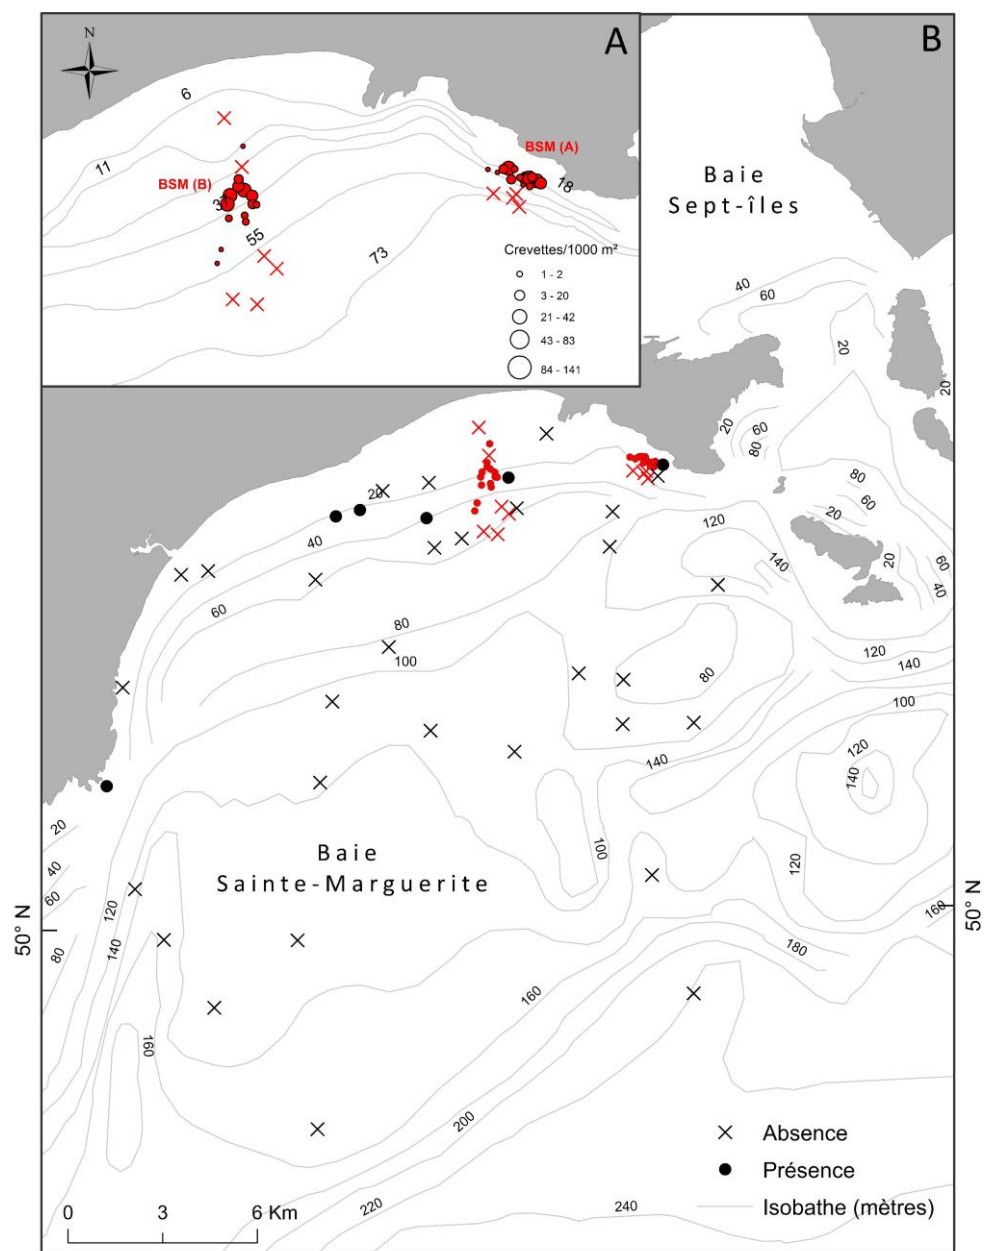 N
A
B
6
11
BSM (B)
BSM (A)
18
55
73
Crevettes/1000 m²
1 - 2
3 - 20
21 - 42
43 - 83
84 - 141
Baie
Sept-îles
40
60
20
20
20
60
80
80
60
20
20
60
40
20
40
60
80
100
120
140
80
120
140
100
140
120
140
100
120
Baie
Sainte-Marguerite
20
40
60
80
120
140
160
50° N
50° N
160
180
160
200
220
240
Absence
Présence
Isobathe (mètres)
0 3 6 Km